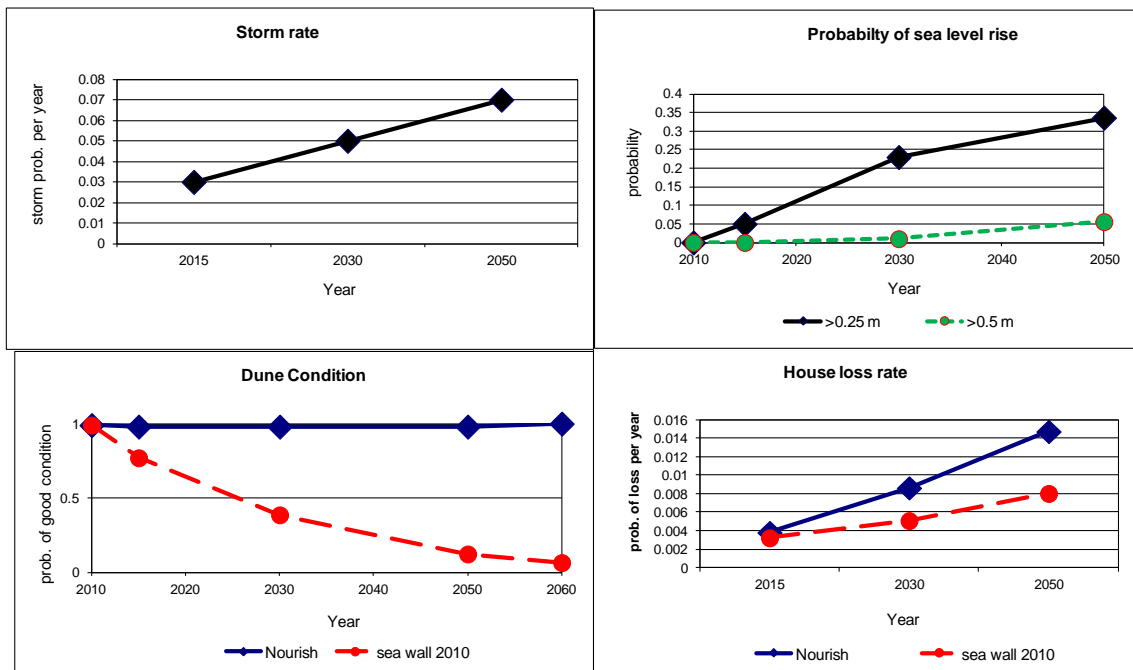 Storm rate
storm prob. per year
0.08
0.07
0.06
0.05
0.04
0.03
0.02
0.01
0
2015 2030 2050
Year
Probabilty of sea level rise
probability
0.4
0.35
0.3
0.25
0.2
0.15
0.1
0.05
0
2010 2020 2030 2040 2050
Year
>0.25 m >0.5 m
Dune Condition
prob. of good condition
1
0.5
0
2010 2020 2030 2040 2050 2060
Year
Nourish sea wall 2010
House loss rate
prob. of loss per year
0.016
0.014
0.012
0.01
0.008
0.006
0.004
0.002
0
2015 2030 2050
Year
Nourish sea wall 2010